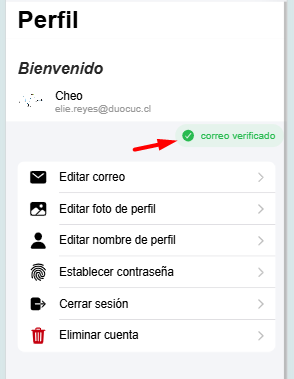 Perfil
Bienvenido
Cheo
elie.reyes@duocuc.cl
correo verificado
Editar correo
Editar foto de perfil
Editar nombre de perfil
Establecer contraseña
Cerrar sesión
Eliminar cuenta